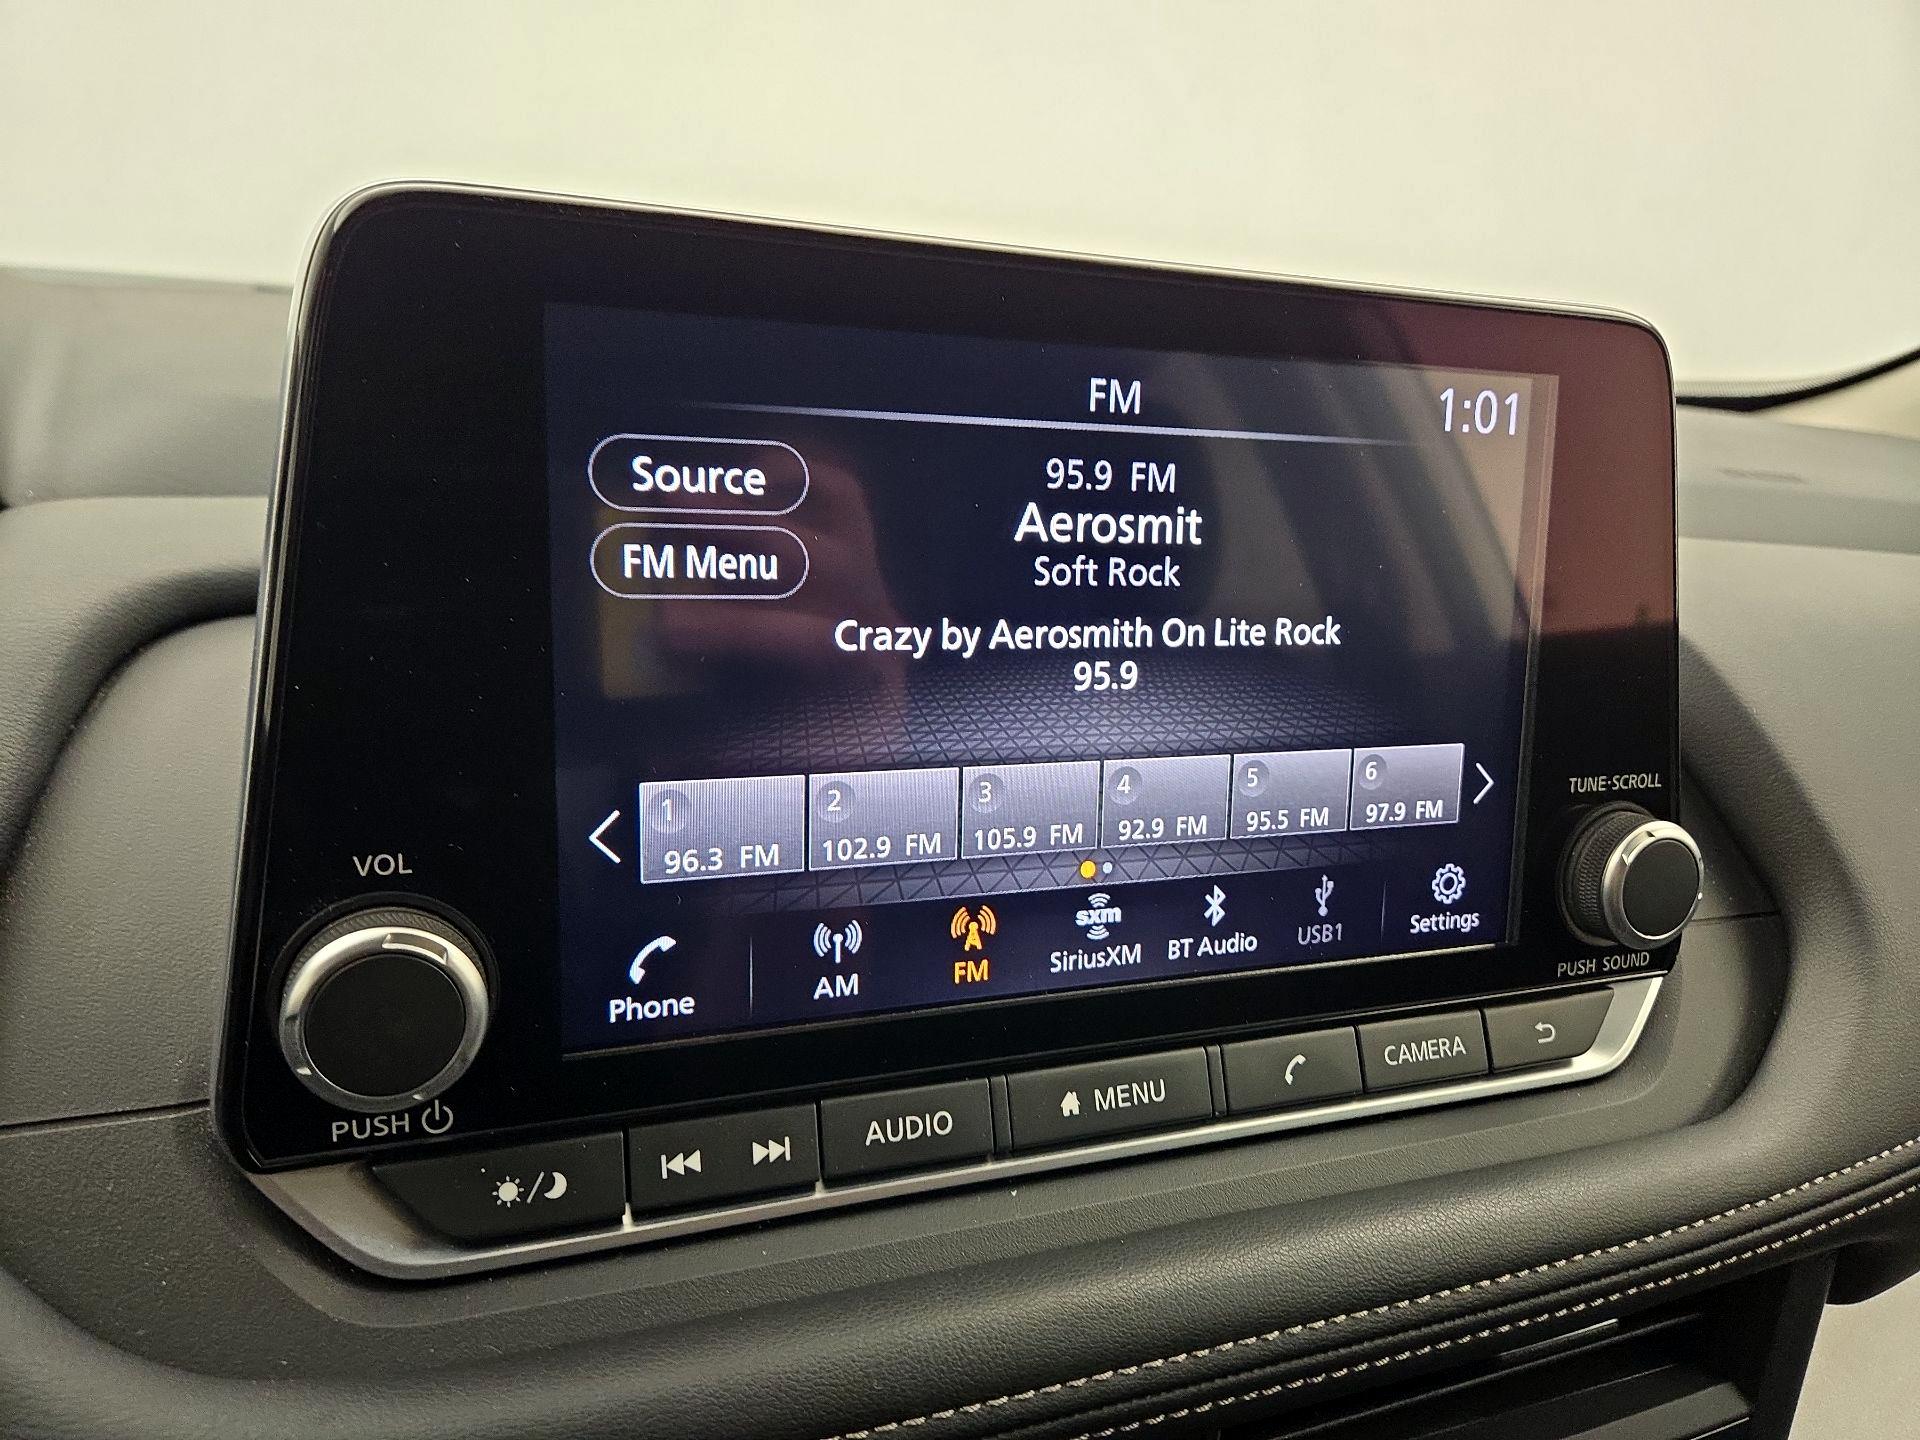 FM
1:01
Source
95.9 FM
Aerosmit
FM Menu
Soft Rock
Crazy by Aerosmith On Lite Rock
95.9
1
96.3 FM
2
102.9 FM
3
105.9 FM
4
92.9 FM
5
95.5 FM
6
97.9 FM
TUNE·SCROLL
VOL
Phone
AM
FM
sxm
SiriusXM
BT Audio
USB1
Settings
PUSH SOUND
PUSH
AUDIO
MENU
CAMERA